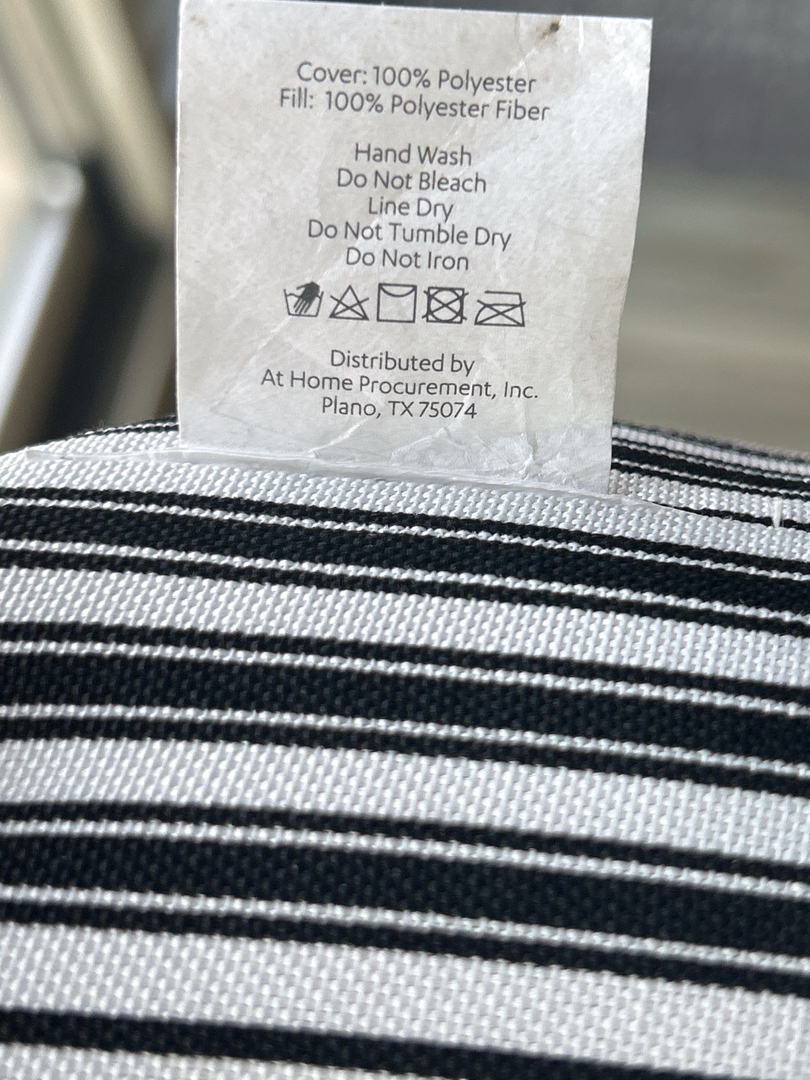 Cover: 100% Polyester
Fill: 100% Polyester Fiber
Hand Wash
Do Not Bleach
Line Dry
Do Not Tumble Dry
Do Not Iron
Distributed by
At Home Procurement, Inc.
Plano, TX 75074